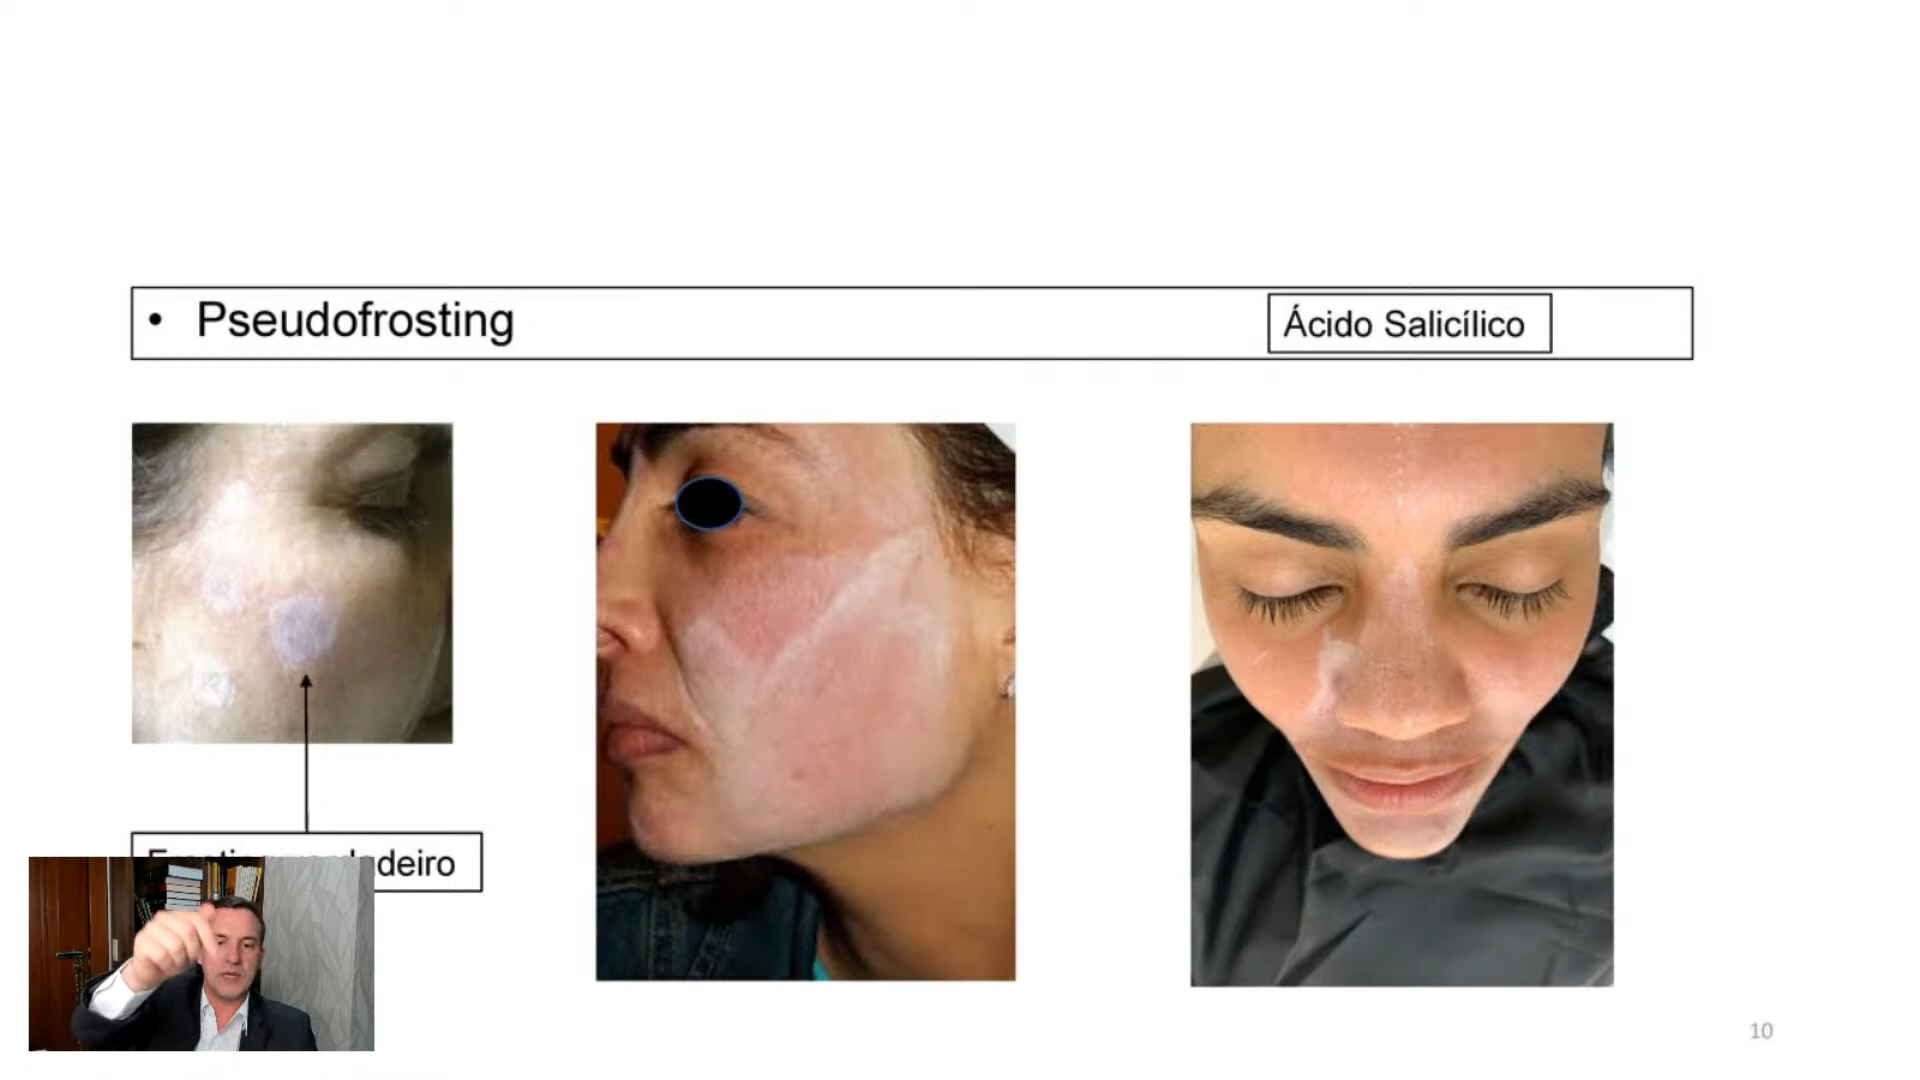 • Pseudofrosting
Ácido Salicílico
deiro
10